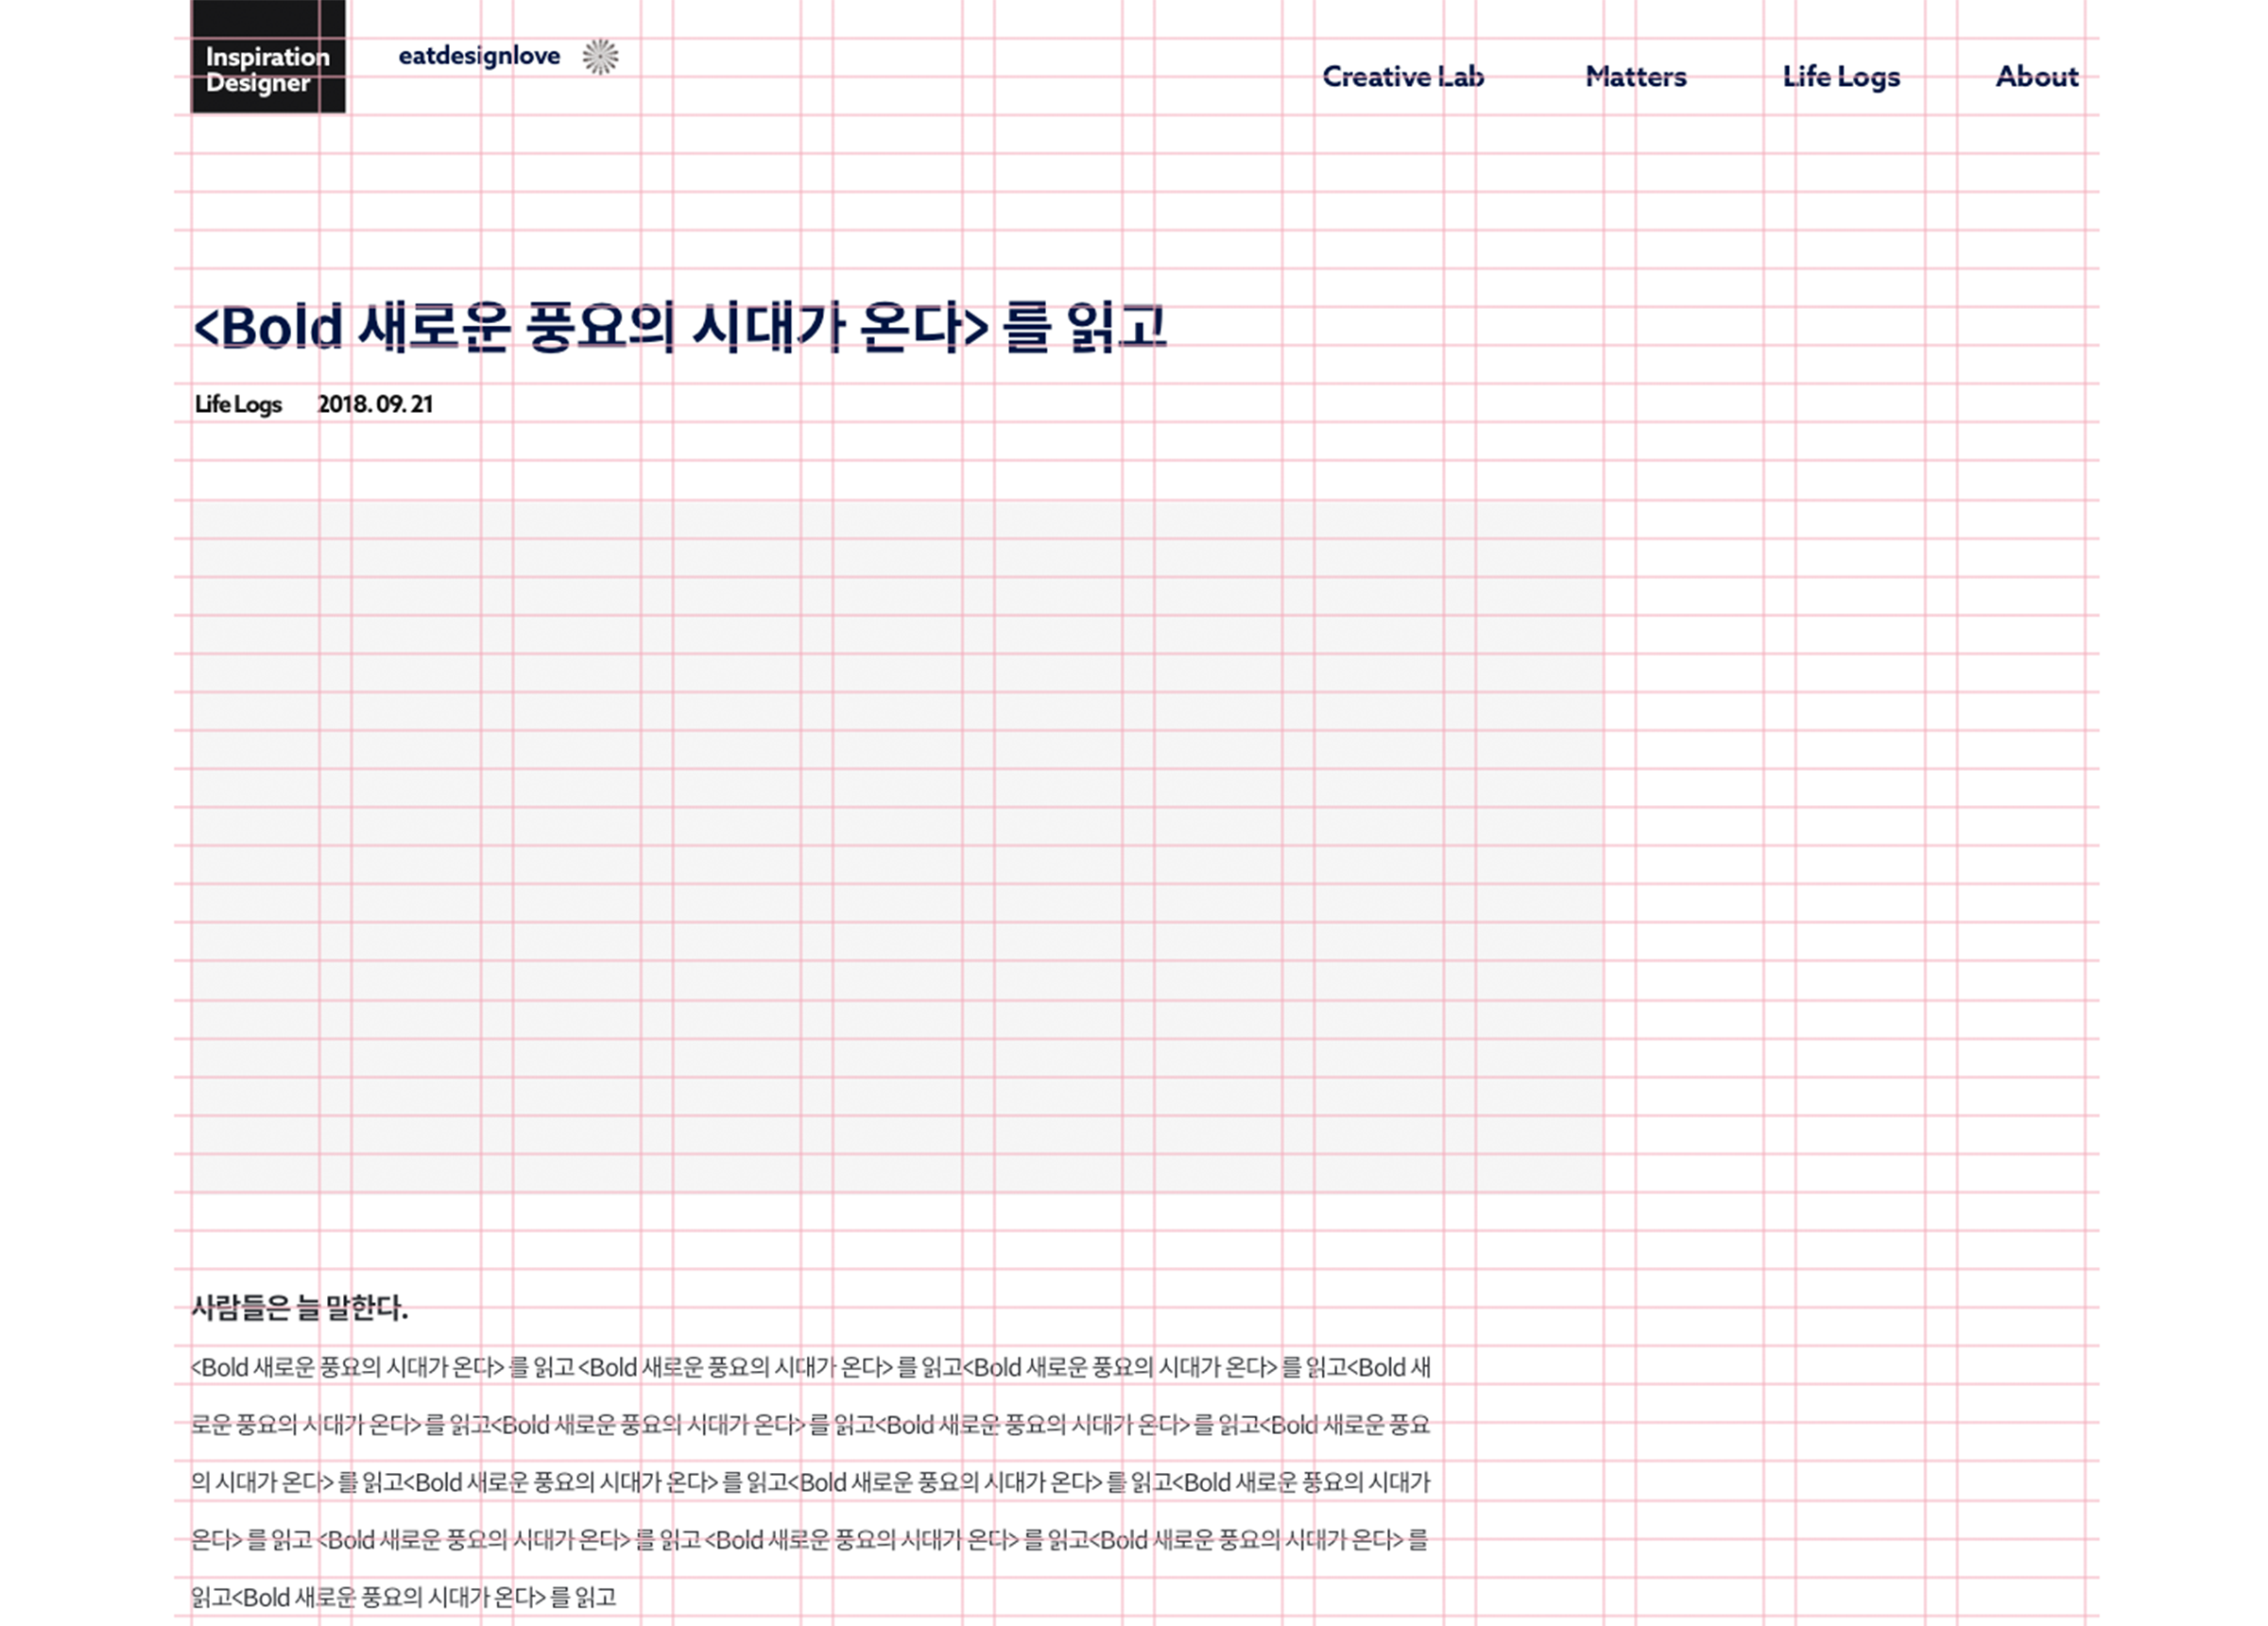 Inspiration
Designer
eatdesignlove
Creative Lab
Matters
Life Logs
About
<Bold 새로운 풍요의 시대가 온다> 를 읽고
Life Logs 2018. 09. 21
사람들은 늘 말한다.
<Bold 새로운 풍요의 시대가 온다> 를 읽고 <Bold 새로운 풍요의 시대가 온다> 를 읽고<Bold 새로운 풍요의 시대가 온다> 를 읽고<Bold 새
로운 풍요의 시대가 온다> 를 읽고<Bold 새로운 풍요의 시대가 온다> 를 읽고<Bold 새로운 풍요의 시대가 온다> 를 읽고<Bold 새로운 풍요
의 시대가 온다> 를 읽고<Bold 새로운 풍요의 시대가 온다> 를 읽고<Bold 새로운 풍요의 시대가 온다> 를 읽고<Bold 새로운 풍요의 시대가
온다> 를 읽고 <Bold 새로운 풍요의 시대가 온다> 를 읽고 <Bold 새로운 풍요의 시대가 온다> 를 읽고<Bold 새로운 풍요의 시대가 온다> 를
읽고<Bold 새로운 풍요의 시대가 온다> 를 읽고